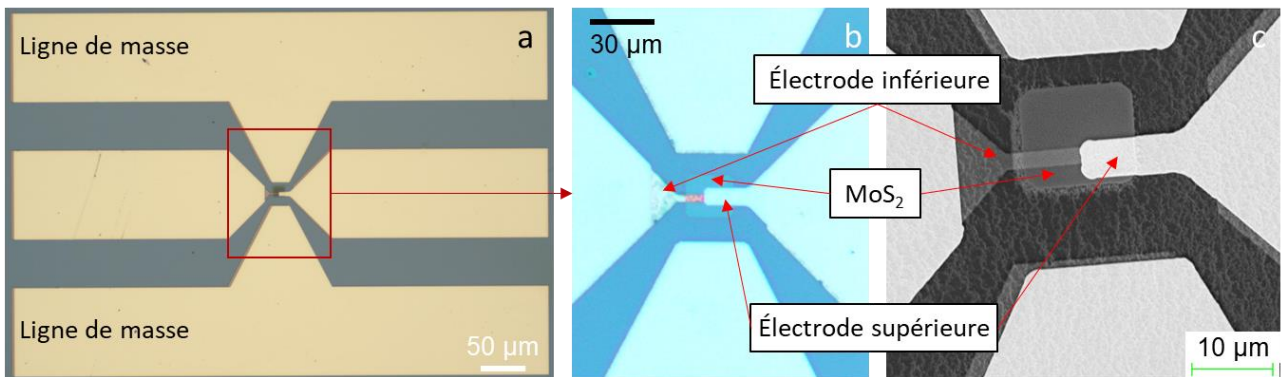 Ligne de masse
a
30 µm
b
c
Électrode inférieure
MoS₂
Électrode supérieure
Ligne de masse
50 µm
10 µm